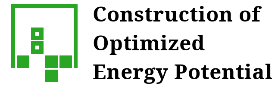 Construction of
Optimized
Energy Potential